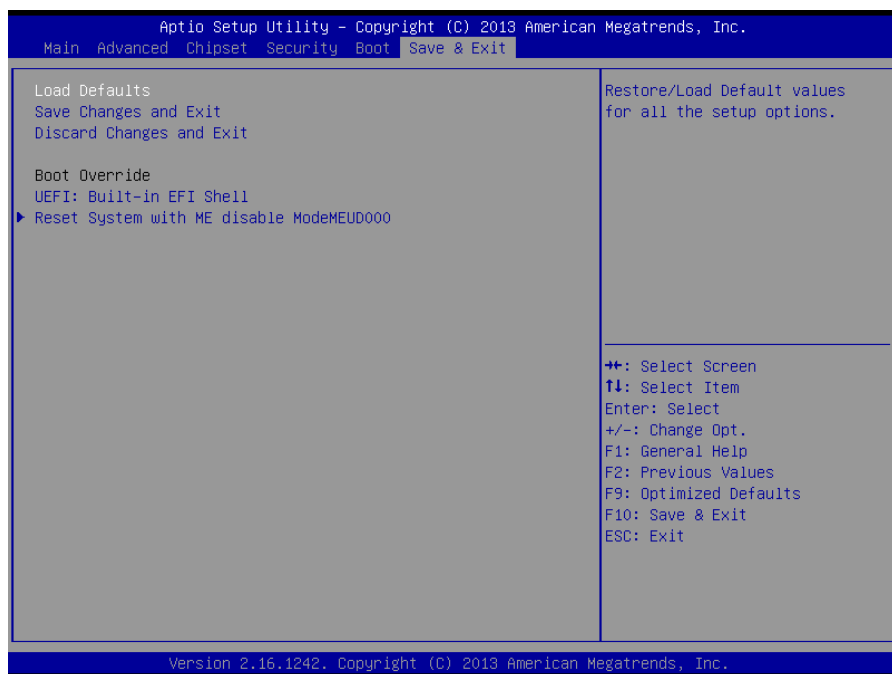 Aptio Setup Utility – Copyright (C) 2013 American Megatrends, Inc.
Main Advanced Chipset Security Boot Save & Exit
Load Defaults
Save Changes and Exit
Discard Changes and Exit
Boot Override
UEFI: Built-in EFI Shell
Reset System with ME disable ModeMEUD000
Restore/Load Default values
for all the setup options.
→←: Select Screen
↑↓: Select Item
Enter: Select
+/-: Change Opt.
F1: General Help
F2: Previous Values
F9: Optimized Defaults
F10: Save & Exit
ESC: Exit
Version 2.16.1242. Copyright (C) 2013 American Megatrends, Inc.